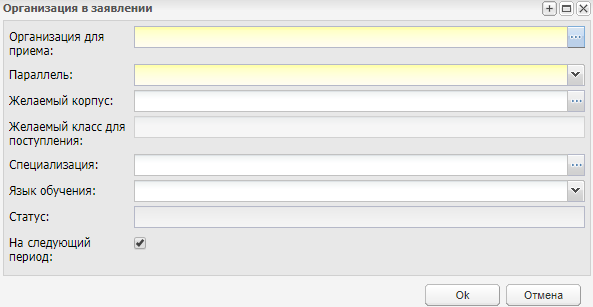 Организация в заявлении
Организация для
приема:
Параллель:
Желаемый корпус:
Желаемый класс для
поступления:
Специализация:
Язык обучения:
Статус:
На следующий
период:
Ok
Отмена